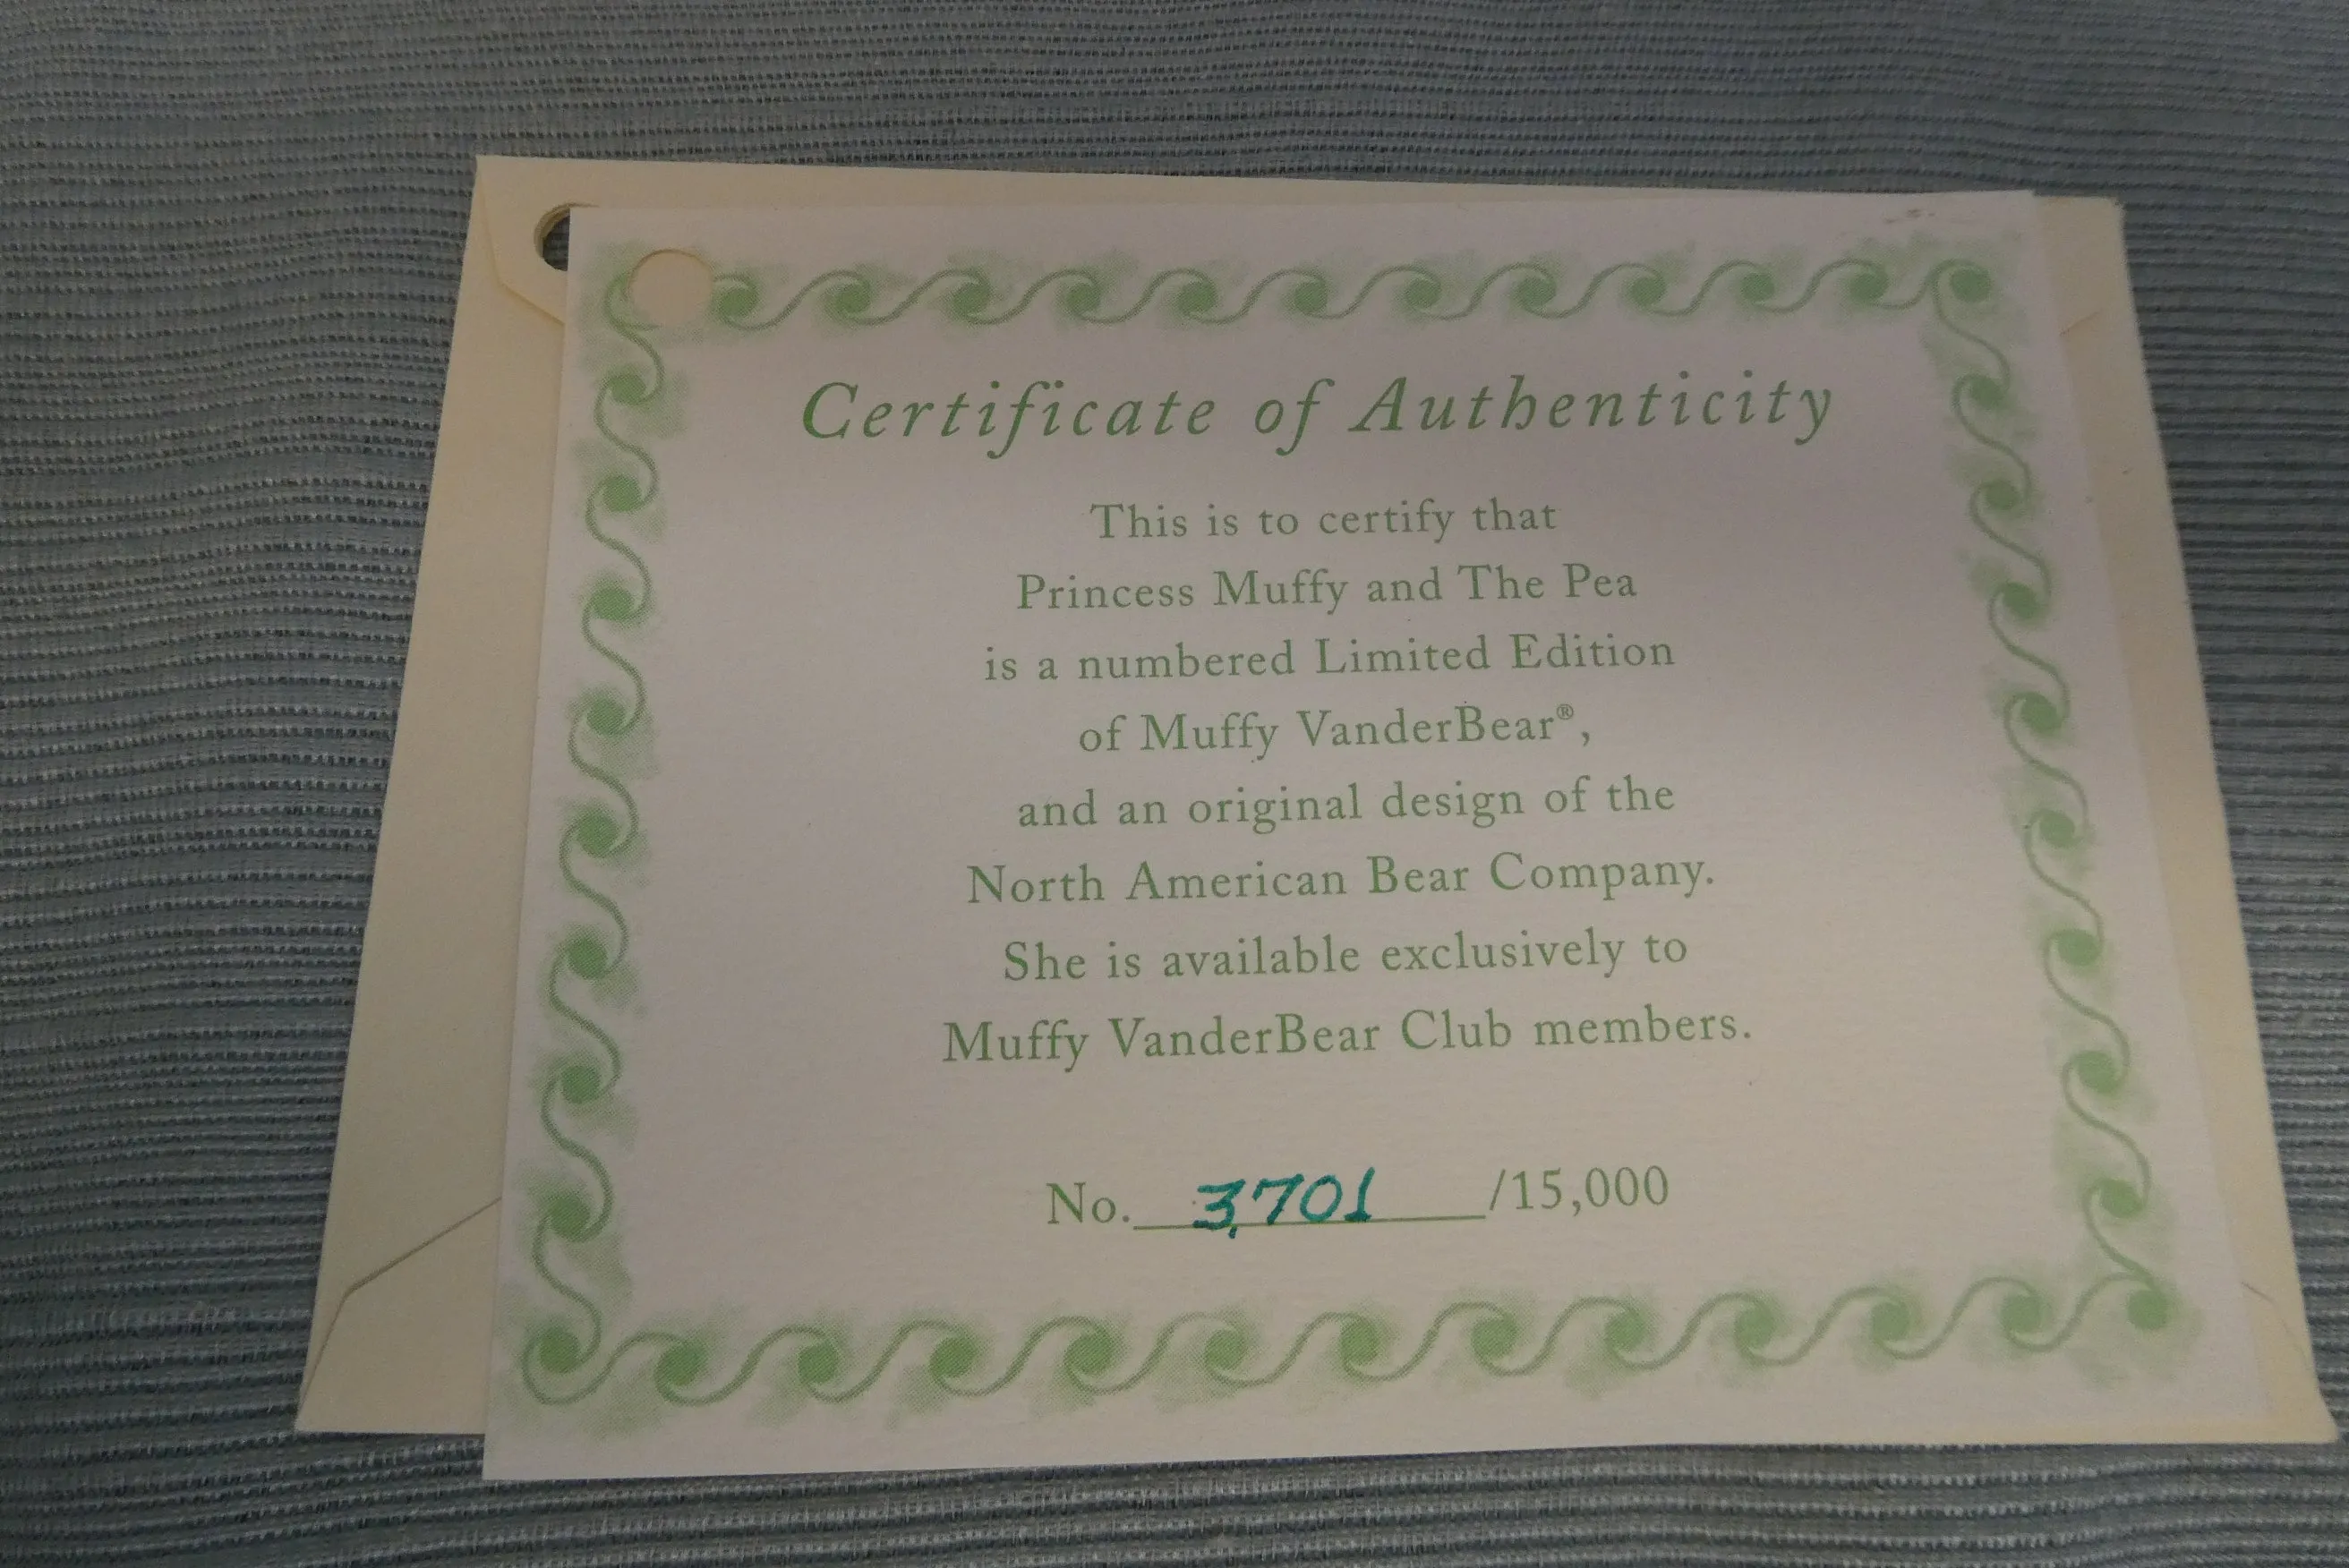 Certificate of Authenticity
This is to certify that
Princess Muffy and The Pea
is a numbered Limited Edition
of Muffy VanderBear®,
and an original design of the
North American Bear Company.
She is available exclusively to
Muffy VanderBear Club members.
No. 3,701 /15,000